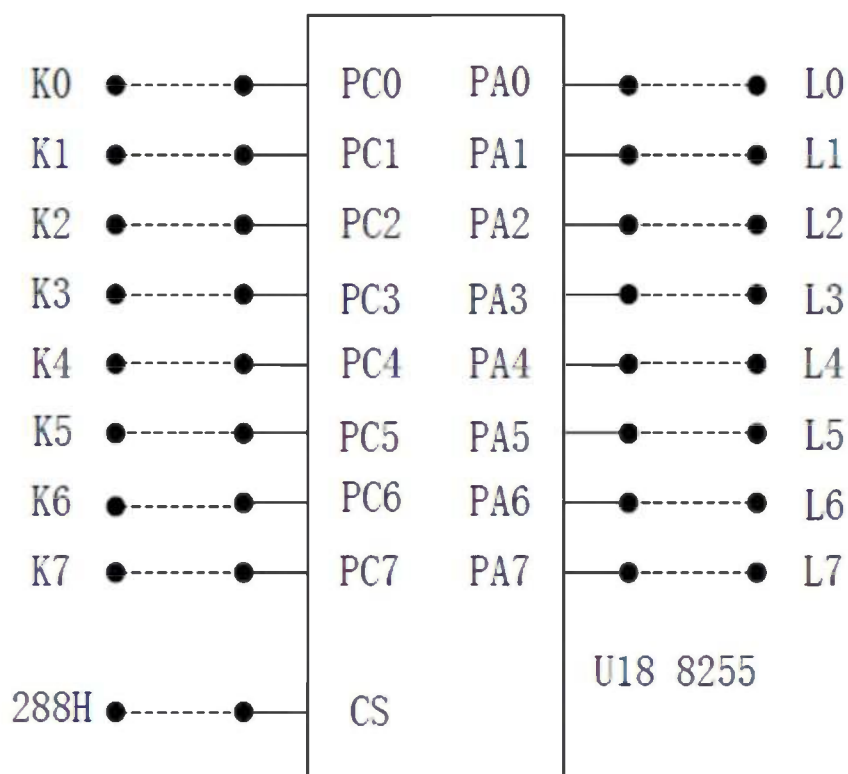 K0 PC0 PA0 L0
K1 PC1 PA1 L1
K2 PC2 PA2 L2
K3 PC3 PA3 L3
K4 PC4 PA4 L4
K5 PC5 PA5 L5
K6 PC6 PA6 L6
K7 PC7 PA7 L7
U18 8255
288H CS